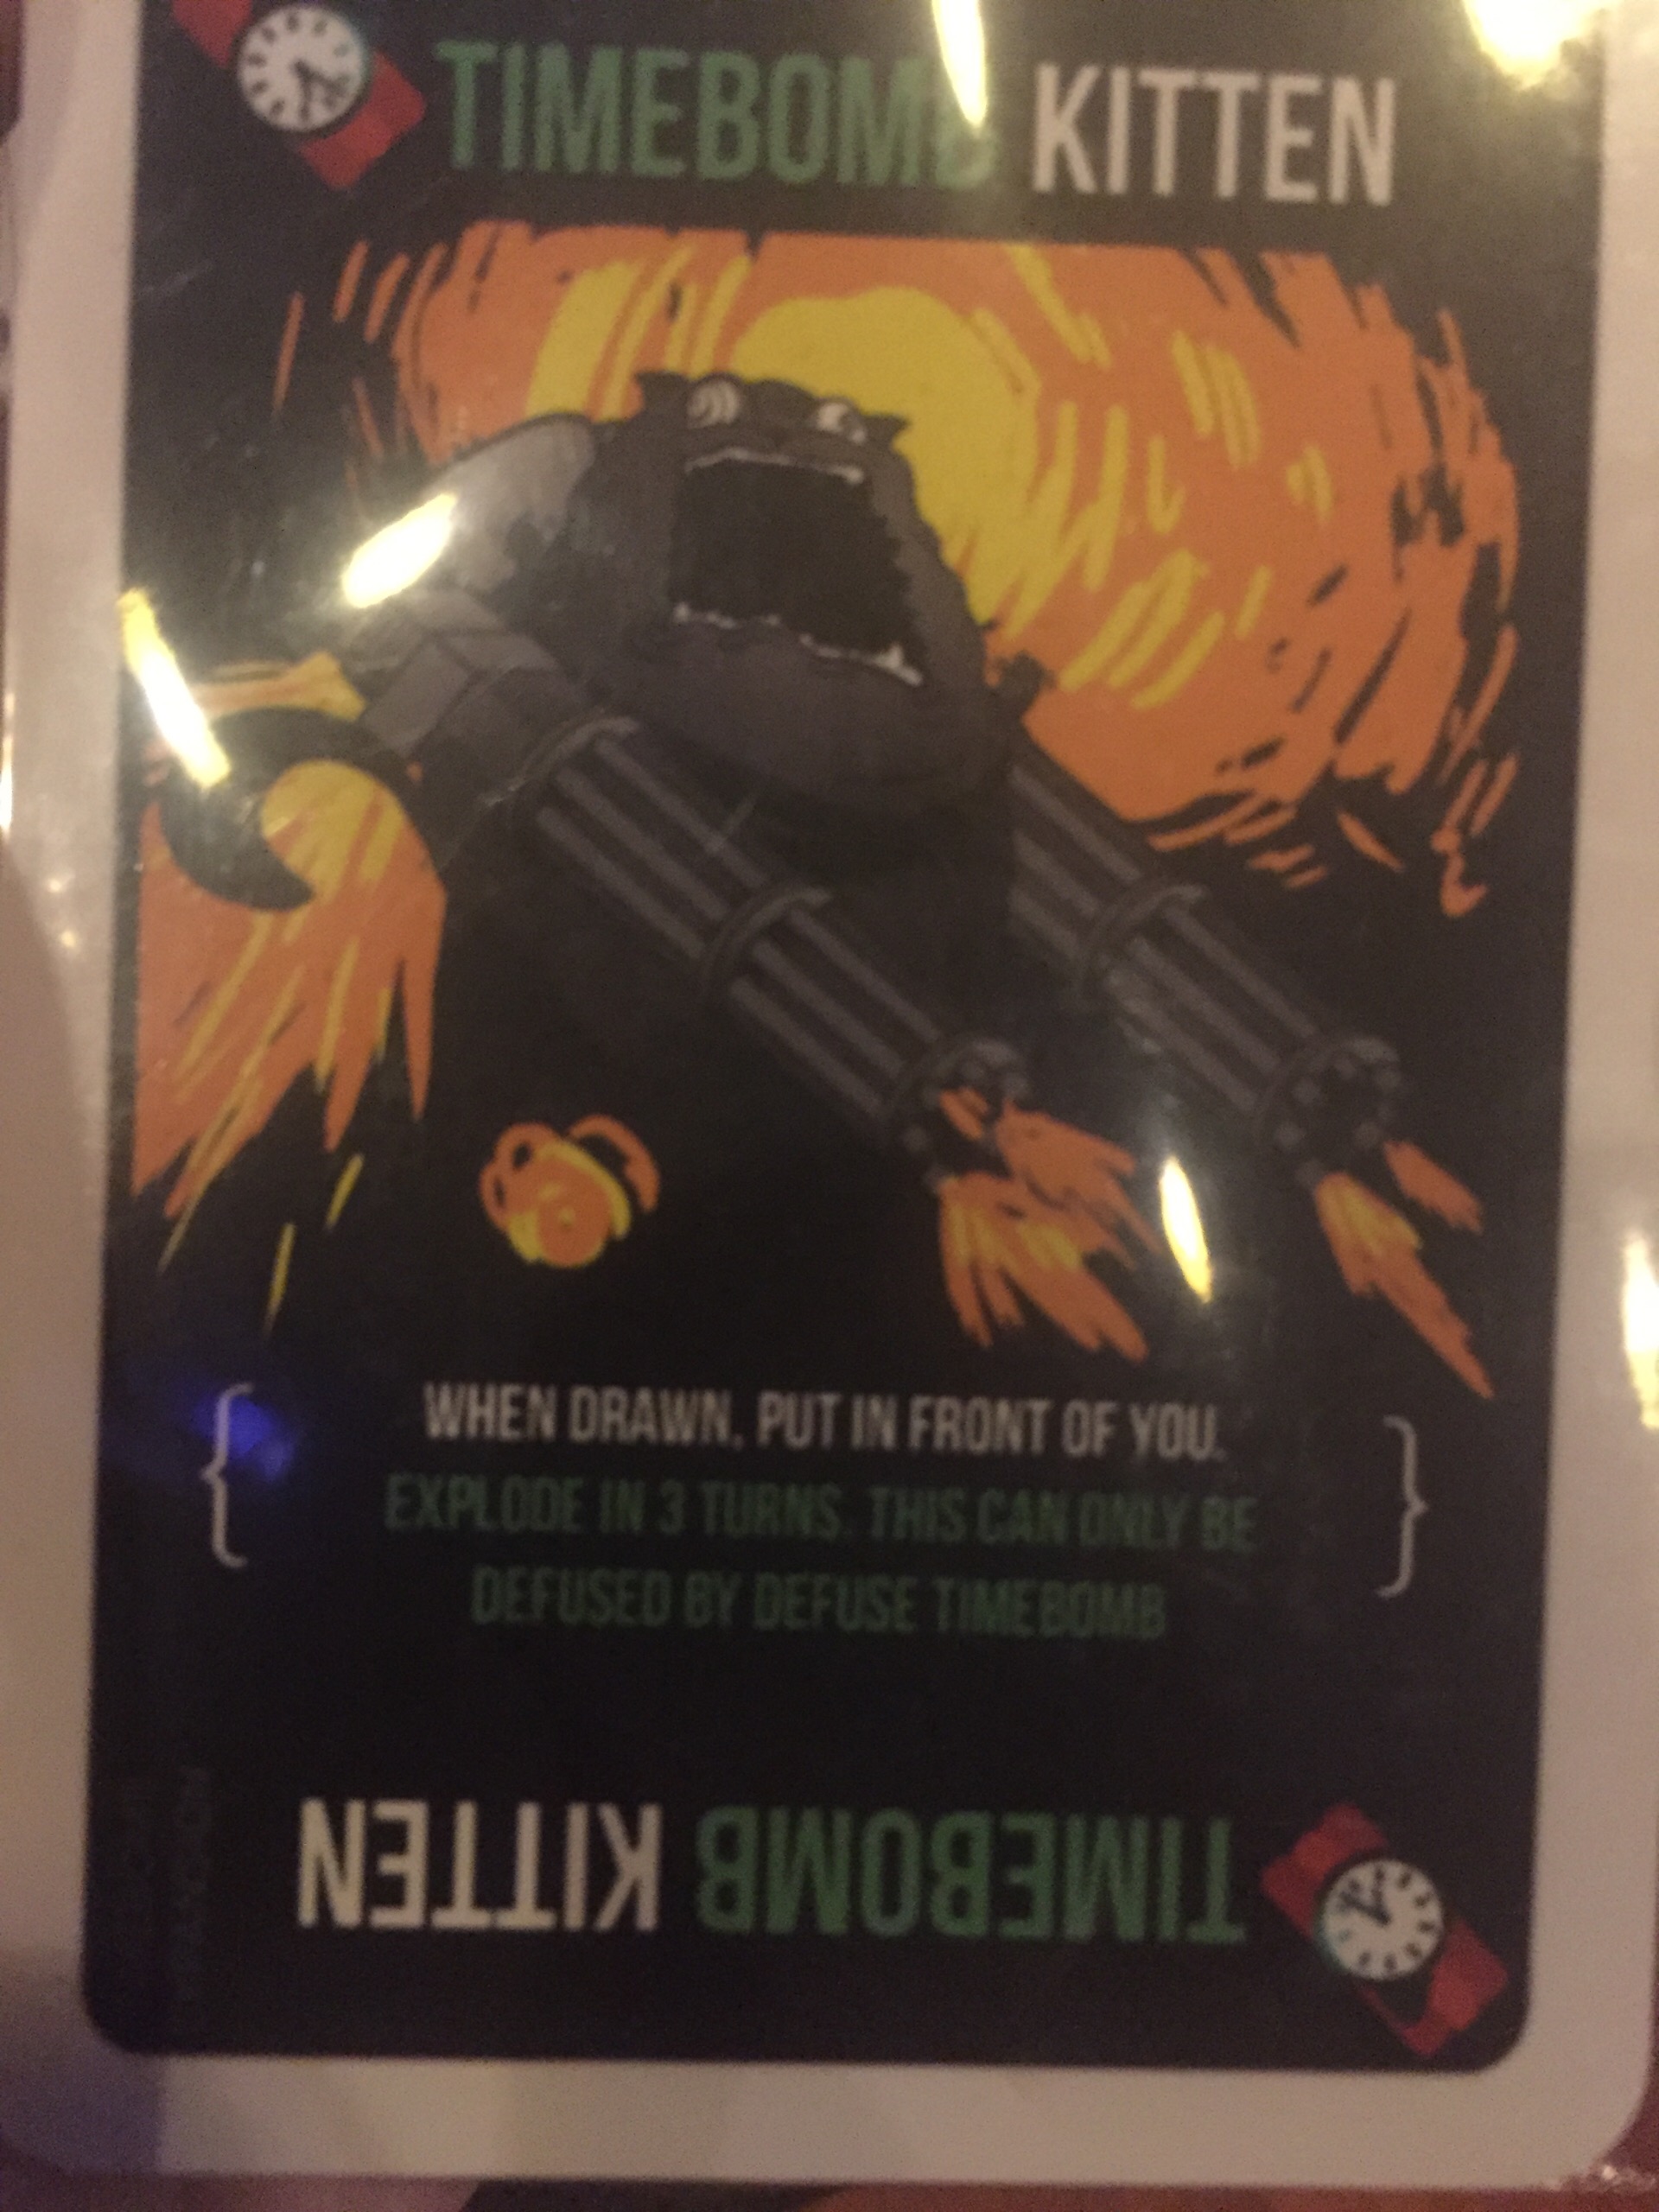 TIMEBOMB KITTEN
WHEN DRAWN, PUT IN FRONT OF YOU.
EXPLODE IN 3 TURNS. THIS CAN ONLY BE
DEFUSED BY DEFUSE TIMEBOMB
TIMEBOMB KITTEN